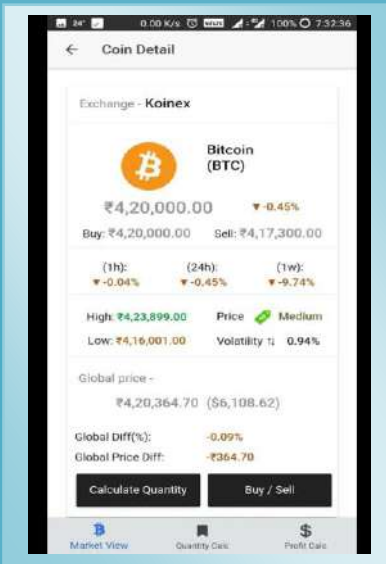 24° 0.00 K/s VoLTE 4G 100% 7:32:36
← Coin Detail
Exchange - Koinex
Bitcoin
(BTC)
₹4,20,000.00 ▼-0.45%
Buy: ₹4,20,000.00 Sell: ₹4,17,300.00
(1h): (24h): (1w):
▼-0.04% ▼-0.45% ▼-9.74%
High: ₹4,23,899.00 Price Medium
Low: ₹4,16,001.00 Volatility ⇅ 0.94%
Global price -
₹4,20,364.70 ($6,108.62)
Global Diff(%): -0.09%
Global Price Diff: -₹364.70
Calculate Quantity Buy / Sell
Market View Quantity Calc Profit Calc